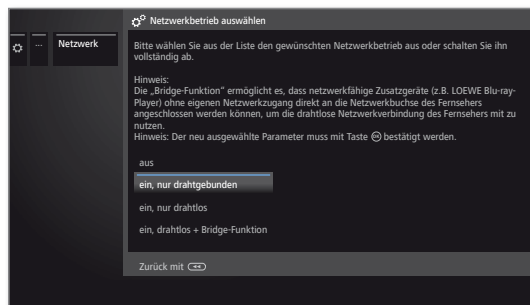 Netzwerkbetrieb auswählen
... Netzwerk
Bitte wählen Sie aus der Liste den gewünschten Netzwerkbetrieb aus oder schalten Sie ihn
vollständig ab.
Hinweis:
Die „Bridge-Funktion“ ermöglicht es, dass netzwerkfähige Zusatzgeräte (z.B. LOEWE Blu-ray-
Player) ohne eigenen Netzwerkzugang direkt an die Netzwerkbuchse des Fernsehers
angeschlossen werden können, um die drahtlose Netzwerkverbindung des Fernsehers mit zu
nutzen.
Hinweis: Der neu ausgewählte Parameter muss mit Taste OK bestätigt werden.
aus
ein, nur drahtgebunden
ein, nur drahtlos
ein, drahtlos + Bridge-Funktion
Zurück mit